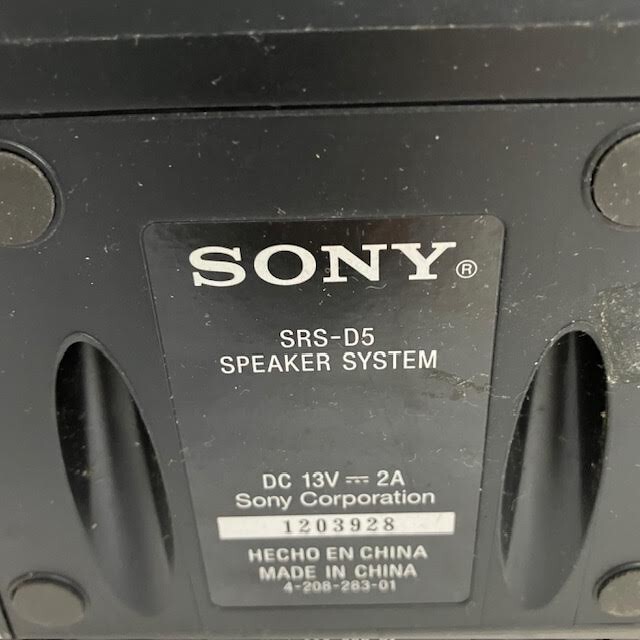 SONY®
SRS-D5
SPEAKER SYSTEM
DC 13V ⎓ 2A
Sony Corporation
1203928
HECHO EN CHINA
MADE IN CHINA
4-208-283-01